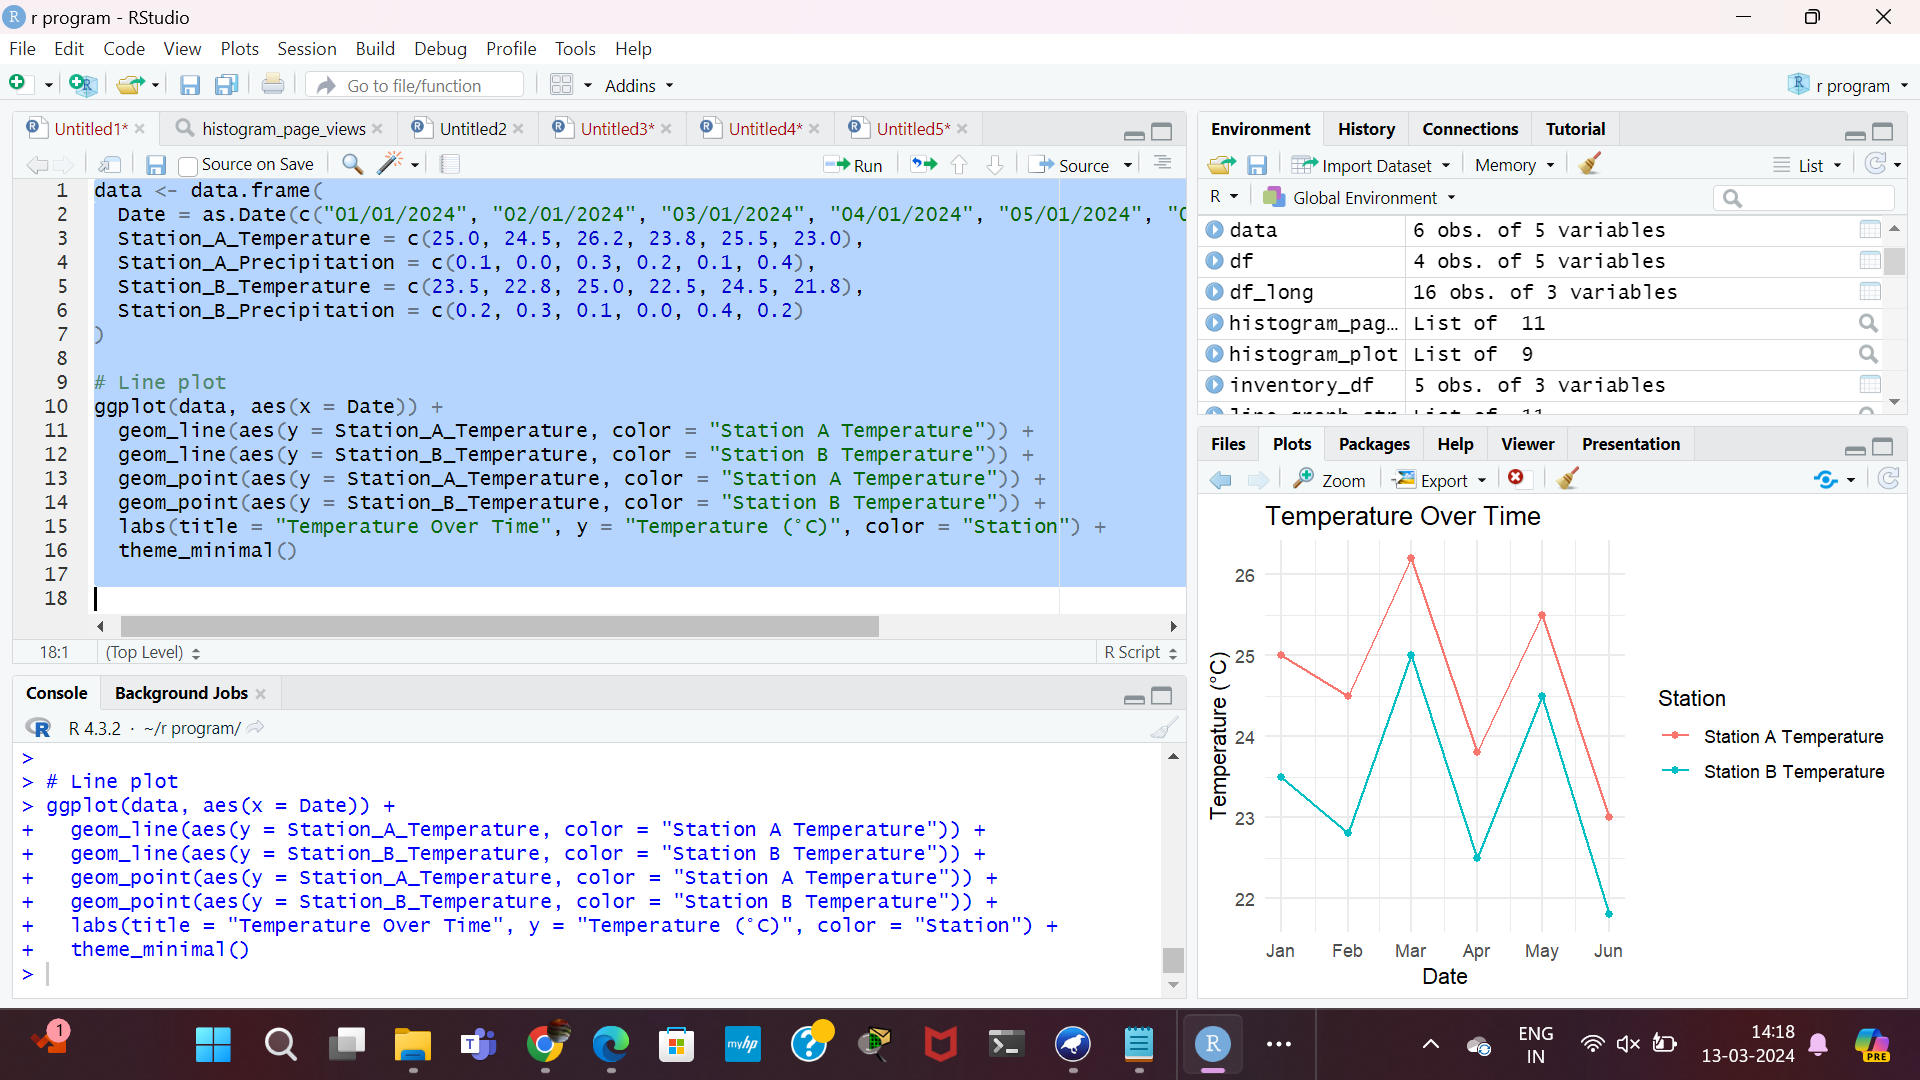 r program - RStudio
File Edit Code View Plots Session Build Debug Profile Tools Help
Go to file/function Addins r program
Untitled1* histogram_page_views Untitled2 Untitled3* Untitled4* Untitled5*
Source on Save Run Source
1 data <- data.frame(
2   Date = as.Date(c("01/01/2024", "02/01/2024", "03/01/2024", "04/01/2024", "05/01/2024", "0
3   Station_A_Temperature = c(25.0, 24.5, 26.2, 23.8, 25.5, 23.0),
4   Station_A_Precipitation = c(0.1, 0.0, 0.3, 0.2, 0.1, 0.4),
5   Station_B_Temperature = c(23.5, 22.8, 25.0, 22.5, 24.5, 21.8),
6   Station_B_Precipitation = c(0.2, 0.3, 0.1, 0.0, 0.4, 0.2)
7 )
8
9 # Line plot
10 ggplot(data, aes(x = Date)) +
11   geom_line(aes(y = Station_A_Temperature, color = "Station A Temperature")) +
12   geom_line(aes(y = Station_B_Temperature, color = "Station B Temperature")) +
13   geom_point(aes(y = Station_A_Temperature, color = "Station A Temperature")) +
14   geom_point(aes(y = Station_B_Temperature, color = "Station B Temperature")) +
15   labs(title = "Temperature Over Time", y = "Temperature (°C)", color = "Station") +
16   theme_minimal()
17
18
18:1 (Top Level) R Script
Console Background Jobs
R 4.3.2 · ~/r program/
>
> # Line plot
> ggplot(data, aes(x = Date)) +
+   geom_line(aes(y = Station_A_Temperature, color = "Station A Temperature")) +
+   geom_line(aes(y = Station_B_Temperature, color = "Station B Temperature")) +
+   geom_point(aes(y = Station_A_Temperature, color = "Station A Temperature")) +
+   geom_point(aes(y = Station_B_Temperature, color = "Station B Temperature")) +
+   labs(title = "Temperature Over Time", y = "Temperature (°C)", color = "Station") +
+   theme_minimal()
>
Environment History Connections Tutorial
Import Dataset Memory List
R Global Environment
data 6 obs. of 5 variables
df 4 obs. of 5 variables
df_long 16 obs. of 3 variables
histogram_pag… List of 11
histogram_plot List of 9
inventory_df 5 obs. of 3 variables
Files Plots Packages Help Viewer Presentation
Zoom Export
Temperature Over Time
Temperature (°C)
26
25
24
23
22
Jan Feb Mar Apr May Jun
Date
Station
Station A Temperature
Station B Temperature
1
myhp
ENG
IN
14:18
13-03-2024
PRE